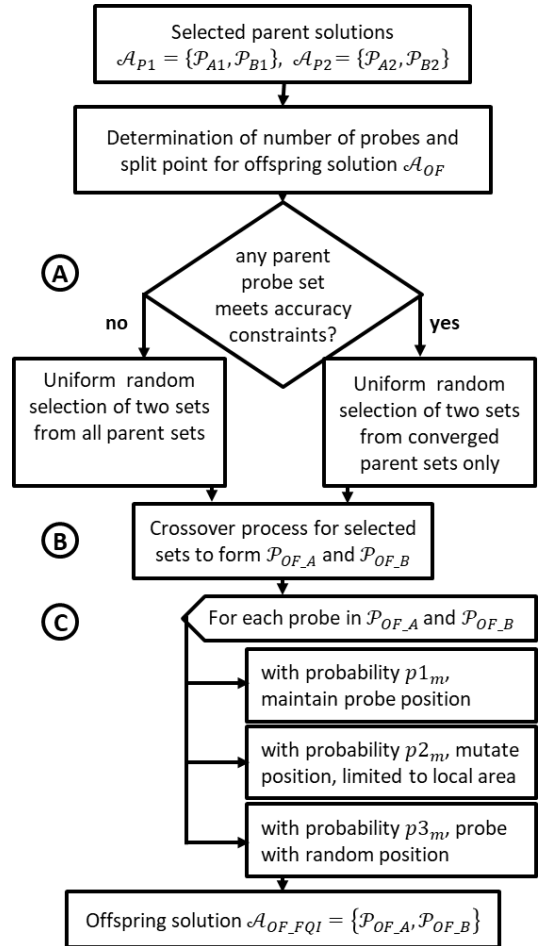 Selected parent solutions
𝒜_{P1} = {𝒫_{A1}, 𝒫_{B1}}, 𝒜_{P2} = {𝒫_{A2}, 𝒫_{B2}}
Determination of number of probes and
split point for offspring solution 𝒜_{OF}
A
any parent
probe set
meets accuracy
constraints?
no
yes
Uniform random
selection of two sets
from all parent sets
Uniform random
selection of two sets
from converged
parent sets only
B
Crossover process for selected
sets to form 𝒫_{OF_A} and 𝒫_{OF_B}
C
For each probe in 𝒫_{OF_A} and 𝒫_{OF_B}
with probability p1_m,
maintain probe position
with probability p2_m, mutate
position, limited to local area
with probability p3_m, probe
with random position
Offspring solution 𝒜_{OF_FQI} = {𝒫_{OF_A}, 𝒫_{OF_B}}